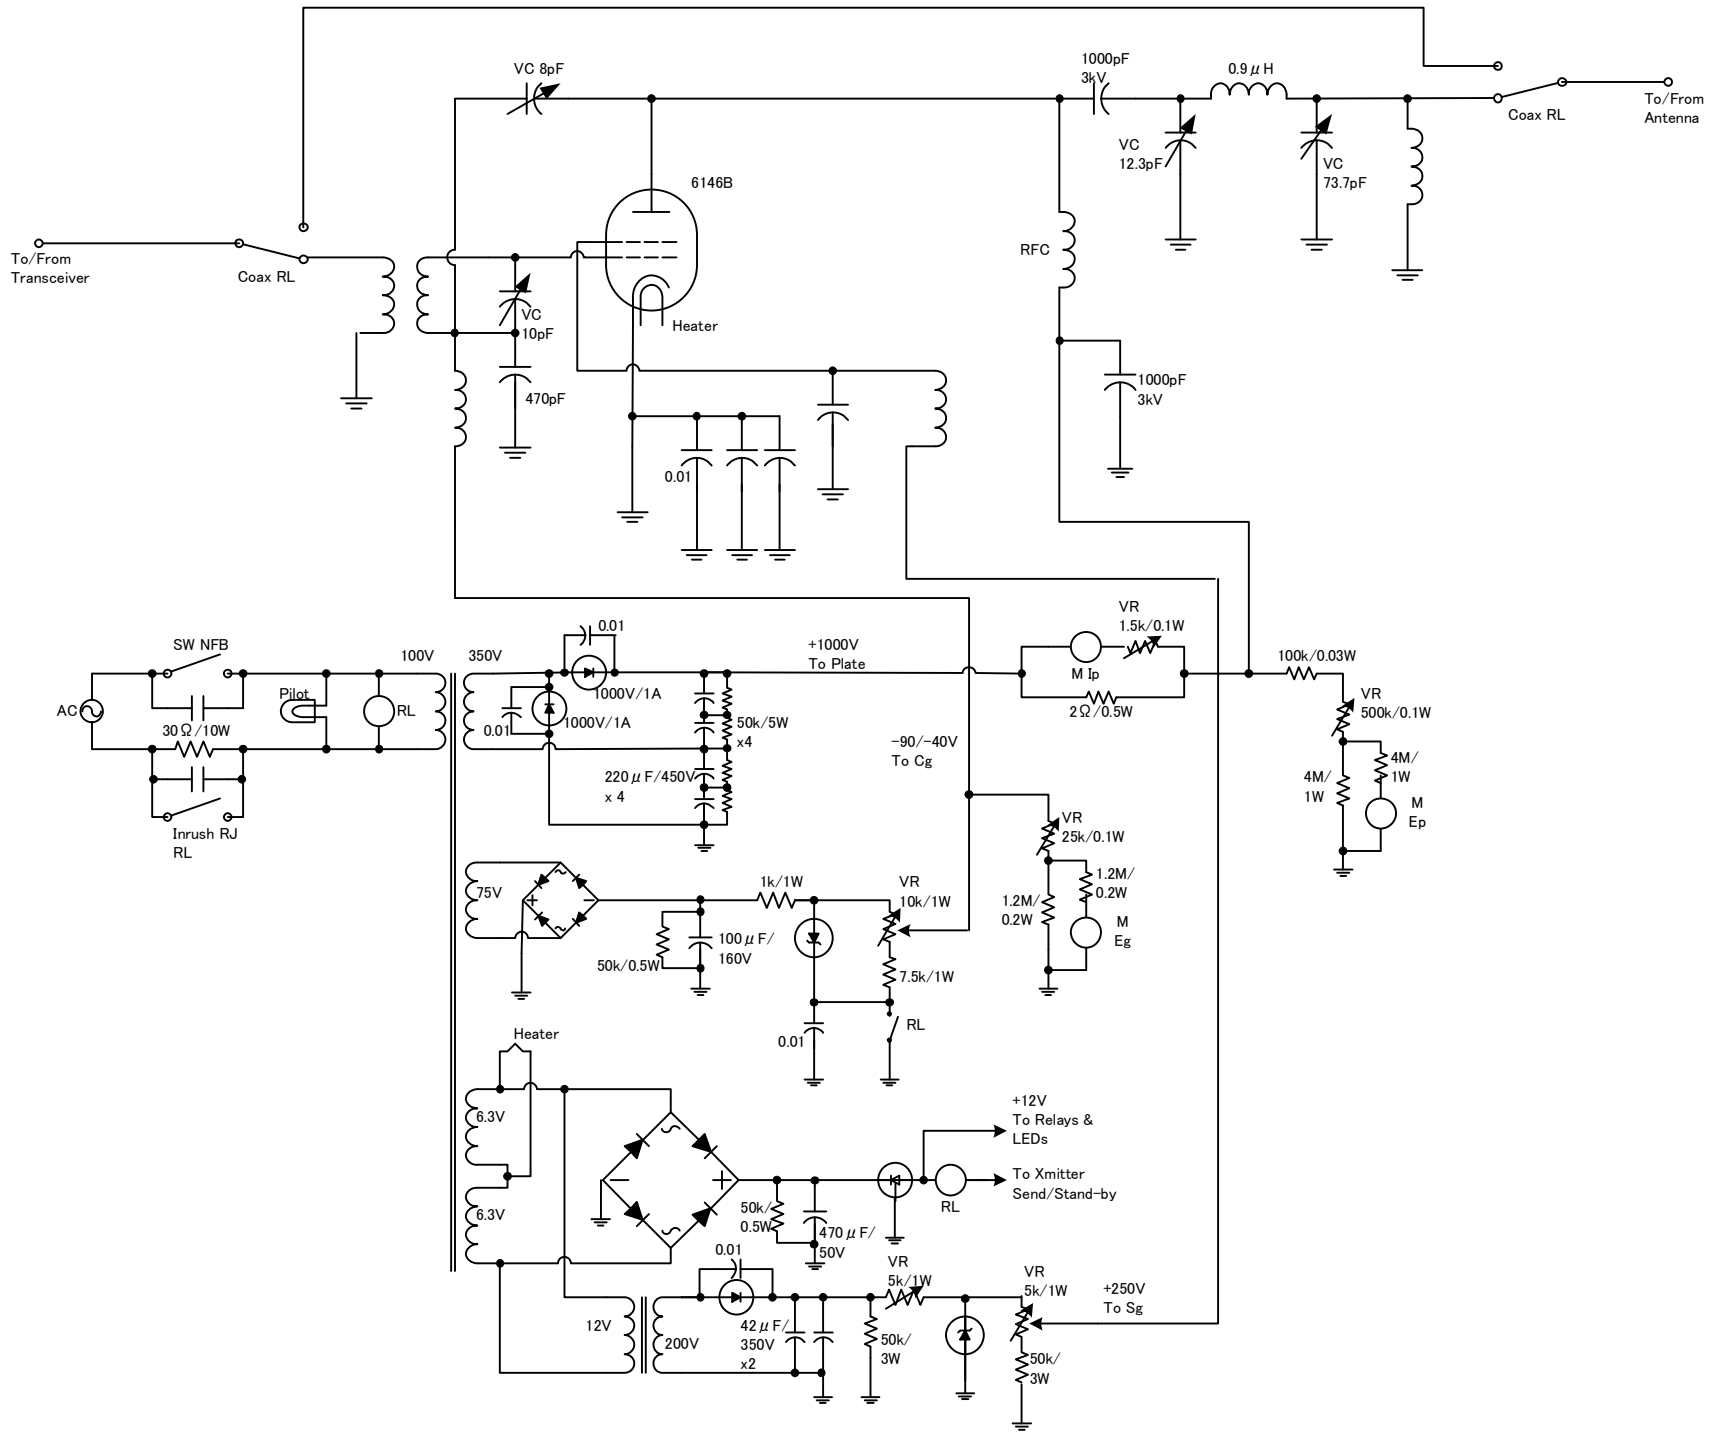 VC 8pF
1000pF
3kV
0.9μH
To/From
Antenna
Coax RL
VC
12.3pF
VC
73.7pF
6146B
To/From
Transceiver
Coax RL
RFC
VC
10pF
Heater
470pF
1000pF
3kV
0.01
SW NFB
100V
350V
0.01
+1000V
To Plate
VR
1.5k/0.1W
M Ip
2Ω/0.5W
100k/0.03W
VR
500k/0.1W
AC
Pilot
RL
30Ω/10W
1000V/1A
0.01
1000V/1A
50k/5W
x4
-90/-40V
To Cg
220μF/450V
x 4
4M/
1W
4M/
1W
M
Ep
Inrush RJ
RL
VR
25k/0.1W
75V
1k/1W
VR
10k/1W
1.2M/
0.2W
1.2M/
0.2W
M
Eg
50k/0.5W
100μF/
160V
7.5k/1W
0.01
RL
Heater
6.3V
6.3V
+12V
To Relays &
LEDs
To Xmitter
Send/Stand-by
RL
50k/
0.5W
470μF/
50V
0.01
VR
5k/1W
VR
5k/1W
+250V
To Sg
12V
200V
42μF/
350V
x2
50k/
3W
50k/
3W